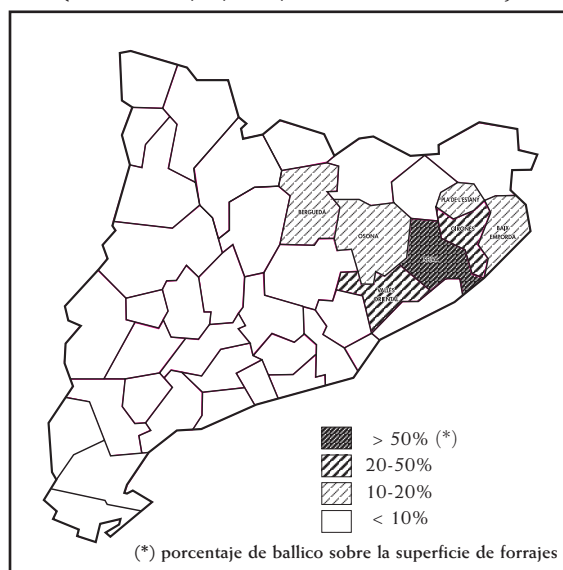 BERGUEDA
OSONA
PLA DE L'ESTANY
GIRONES
BAIX
EMPORDA
VALLES
ORIENTAL
> 50% (*)
20-50%
10-20%
< 10%
(*) porcentaje de ballico sobre la superficie de forrajes